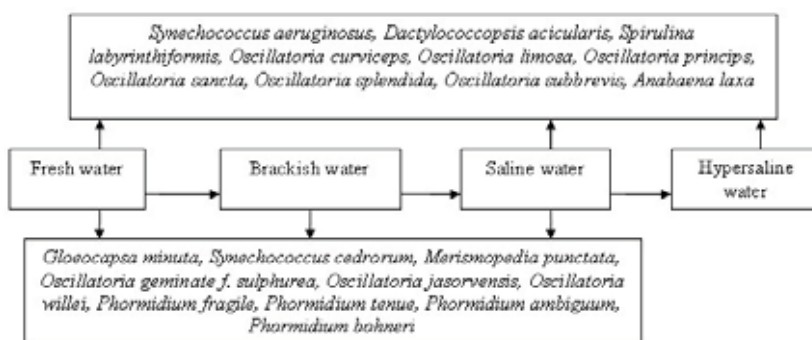 Synechococcus aeruginosus, Dactylococcopsis acicularis, Spirulina
labyrinthiformis, Oscillatoria curviceps, Oscillatoria limosa, Oscillatoria princips,
Oscillatoria sancta, Oscillatoria splendida, Oscillatoria subbrevis, Anabaena laxa
Fresh water
Brackish water
Saline water
Hypersaline
water
Gloeocapsa minuta, Synechococcus cedrorum, Merismopedia punctata,
Oscillatoria geminate f. sulphurea, Oscillatoria jasorvensis, Oscillatoria
willei, Phormidium fragile, Phormidium tenue, Phormidium ambiguum,
Phormidium bohneri